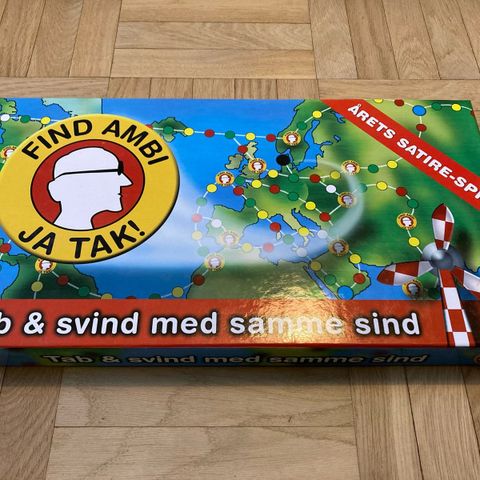 FIND AMBI
JA TAK!
ÅRETS SATIRE-SP
& svind med samme sind
Tab & svind med samme sind